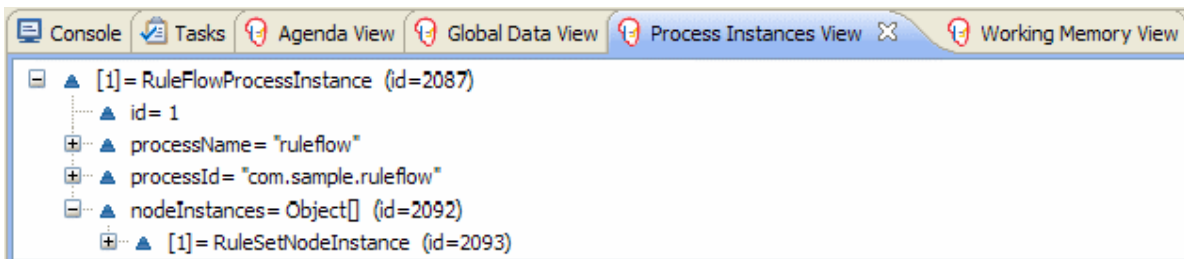 Console Tasks Agenda View Global Data View Process Instances View Working Memory View
[1]= RuleFlowProcessInstance (id=2087)
id= 1
processName= "ruleflow"
processId= "com.sample.ruleflow"
nodeInstances= Object[] (id=2092)
[1]= RuleSetNodeInstance (id=2093)